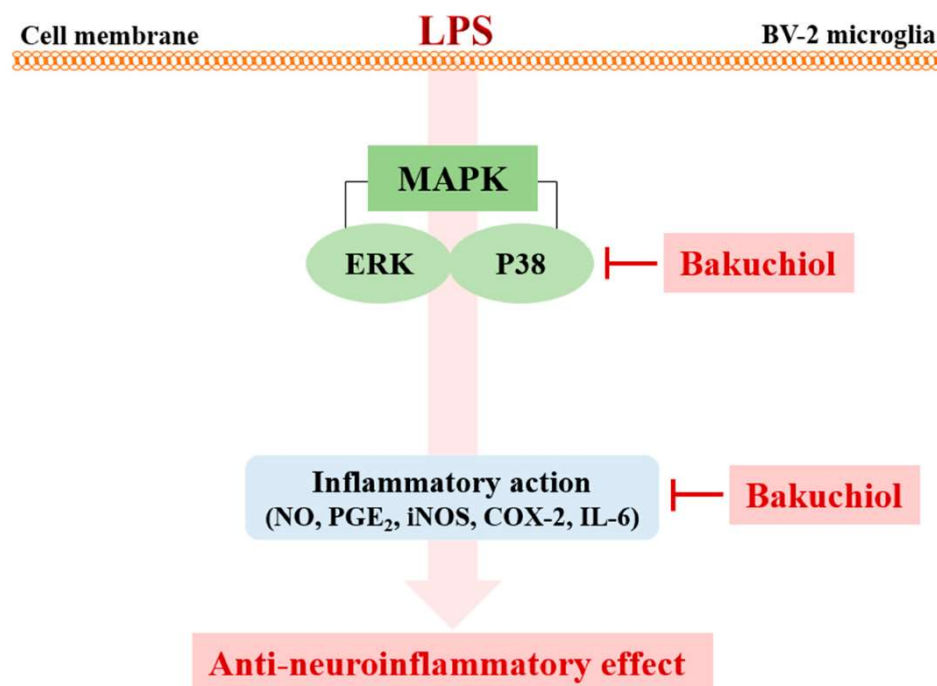 Cell membrane
LPS
BV-2 microglia
MAPK
ERK
P38
Bakuchiol
Inflammatory action
(NO, PGE₂, iNOS, COX-2, IL-6)
Bakuchiol
Anti-neuroinflammatory effect